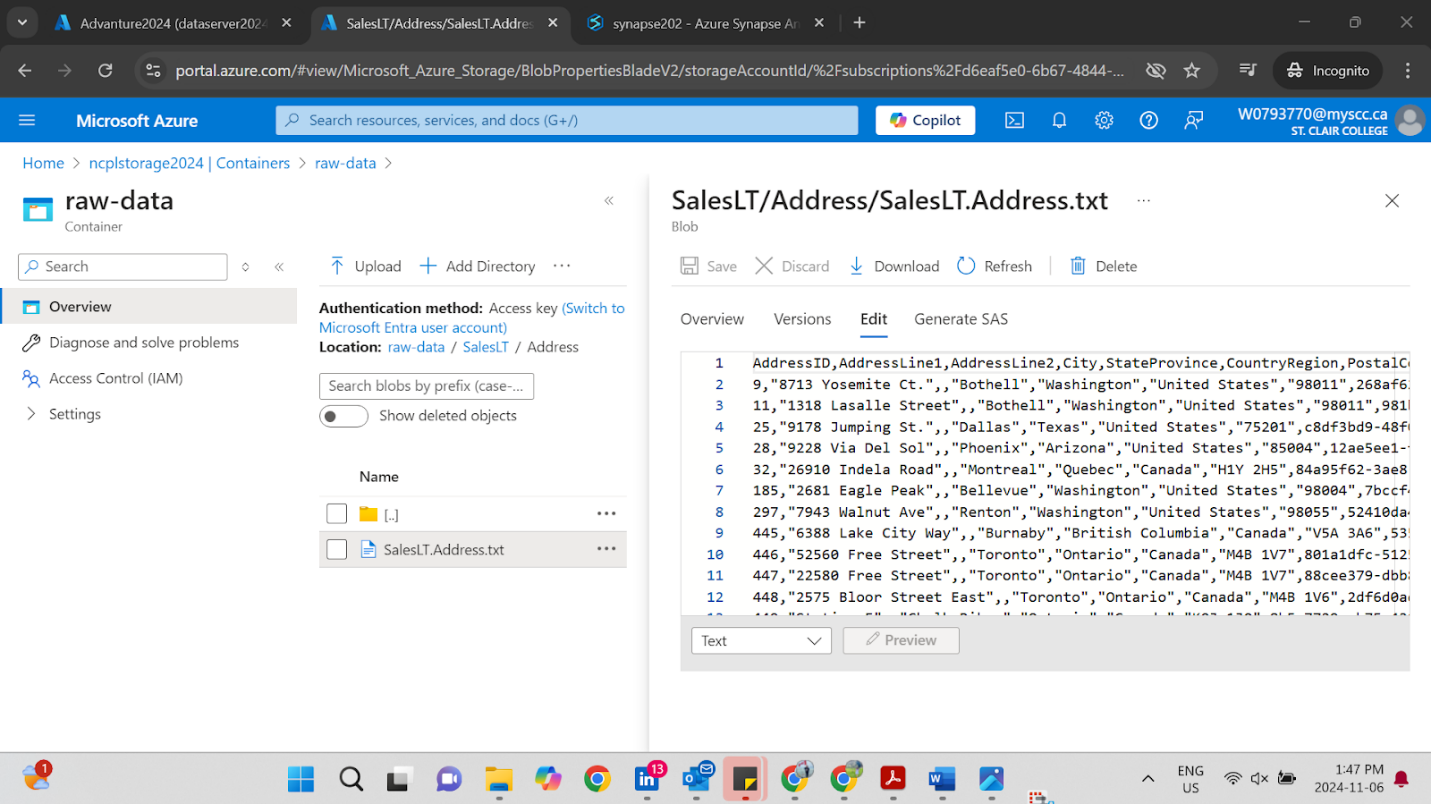 Advanture2024 (dataserver2024
SalesLT/Address/SalesLT.Addres
synapse202 - Azure Synapse An
portal.azure.com/#view/Microsoft_Azure_Storage/BlobPropertiesBladeV2/storageAccountId/%2Fsubscriptions%2Fd6eaf5e0-6b67-4844-...
Incognito
Microsoft Azure
Search resources, services, and docs (G+/)
Copilot
W0793770@myscc.ca
ST. CLAIR COLLEGE
Home > ncplstorage2024 | Containers > raw-data >
raw-data
Container
Search
Overview
Diagnose and solve problems
Access Control (IAM)
Settings
Upload
Add Directory
Authentication method: Access key (Switch to
Microsoft Entra user account)
Location: raw-data / SalesLT / Address
Search blobs by prefix (case-...
Show deleted objects
Name
[..]
SalesLT.Address.txt
SalesLT/Address/SalesLT.Address.txt
Blob
Save
Discard
Download
Refresh
Delete
Overview
Versions
Edit
Generate SAS
1 AddressID,AddressLine1,AddressLine2,City,StateProvince,CountryRegion,PostalCo
2 9,"8713 Yosemite Ct.",,"Bothell","Washington","United States","98011",268af6
3 11,"1318 Lasalle Street",,"Bothell","Washington","United States","98011",981
4 25,"9178 Jumping St.",,"Dallas","Texas","United States","75201",c8df3bd9-48f
5 28,"9228 Via Del Sol",,"Phoenix","Arizona","United States","85004",12ae5ee1-
6 32,"26910 Indela Road",,"Montreal","Quebec","Canada","H1Y 2H5",84a95f62-3ae8
7 185,"2681 Eagle Peak",,"Bellevue","Washington","United States","98004",7bccf
8 297,"7943 Walnut Ave",,"Renton","Washington","United States","98055",52410da
9 445,"6388 Lake City Way",,"Burnaby","British Columbia","Canada","V5A 3A6",53
10 446,"52560 Free Street",,"Toronto","Ontario","Canada","M4B 1V7",801a1dfc-512
11 447,"22580 Free Street",,"Toronto","Ontario","Canada","M4B 1V7",88cee379-dbb
12 448,"2575 Bloor Street East",,"Toronto","Ontario","Canada","M4B 1V6",2df6d0a
Text
Preview
1
13
ENG
US
1:47 PM
2024-11-06